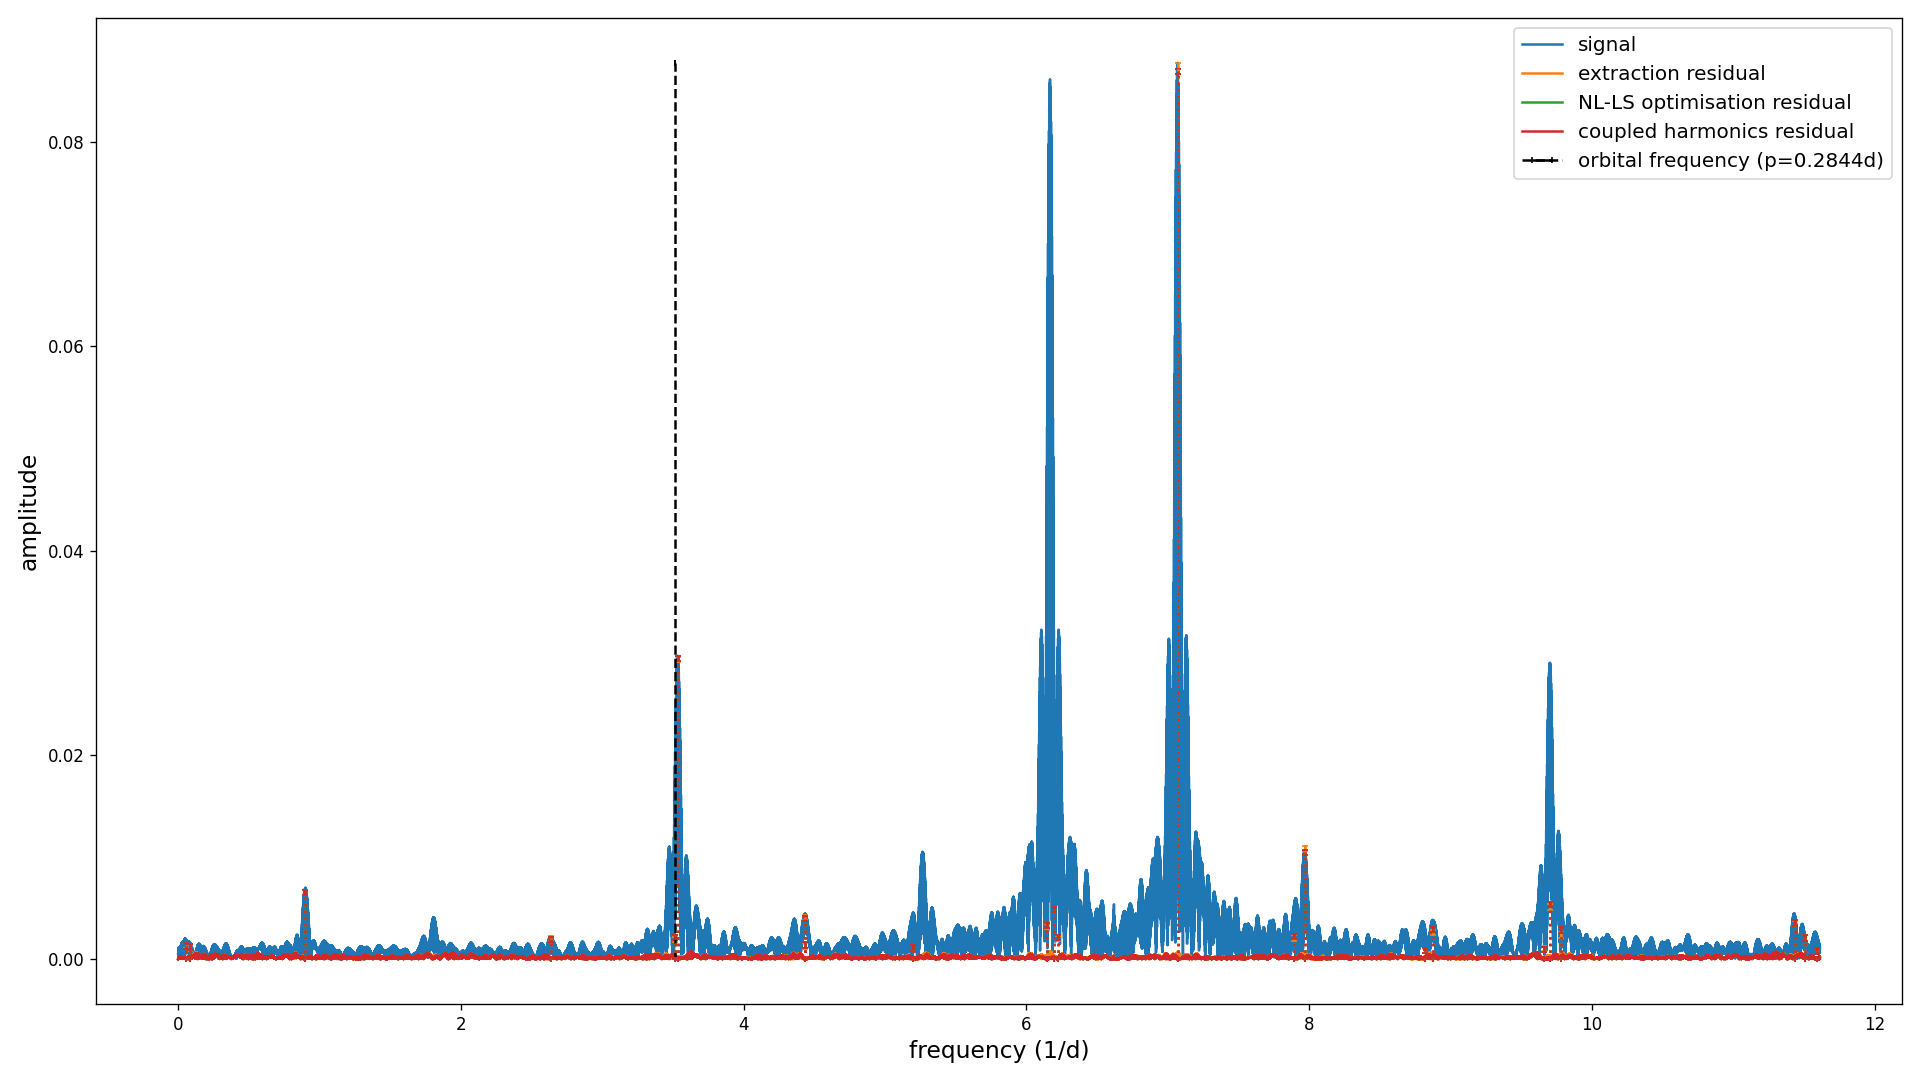 signal
extraction residual
NL-LS optimisation residual
coupled harmonics residual
orbital frequency (p=0.2844d)
amplitude
0.08
0.06
0.04
0.02
0.00
0 2 4 6 8 10 12
frequency (1/d)